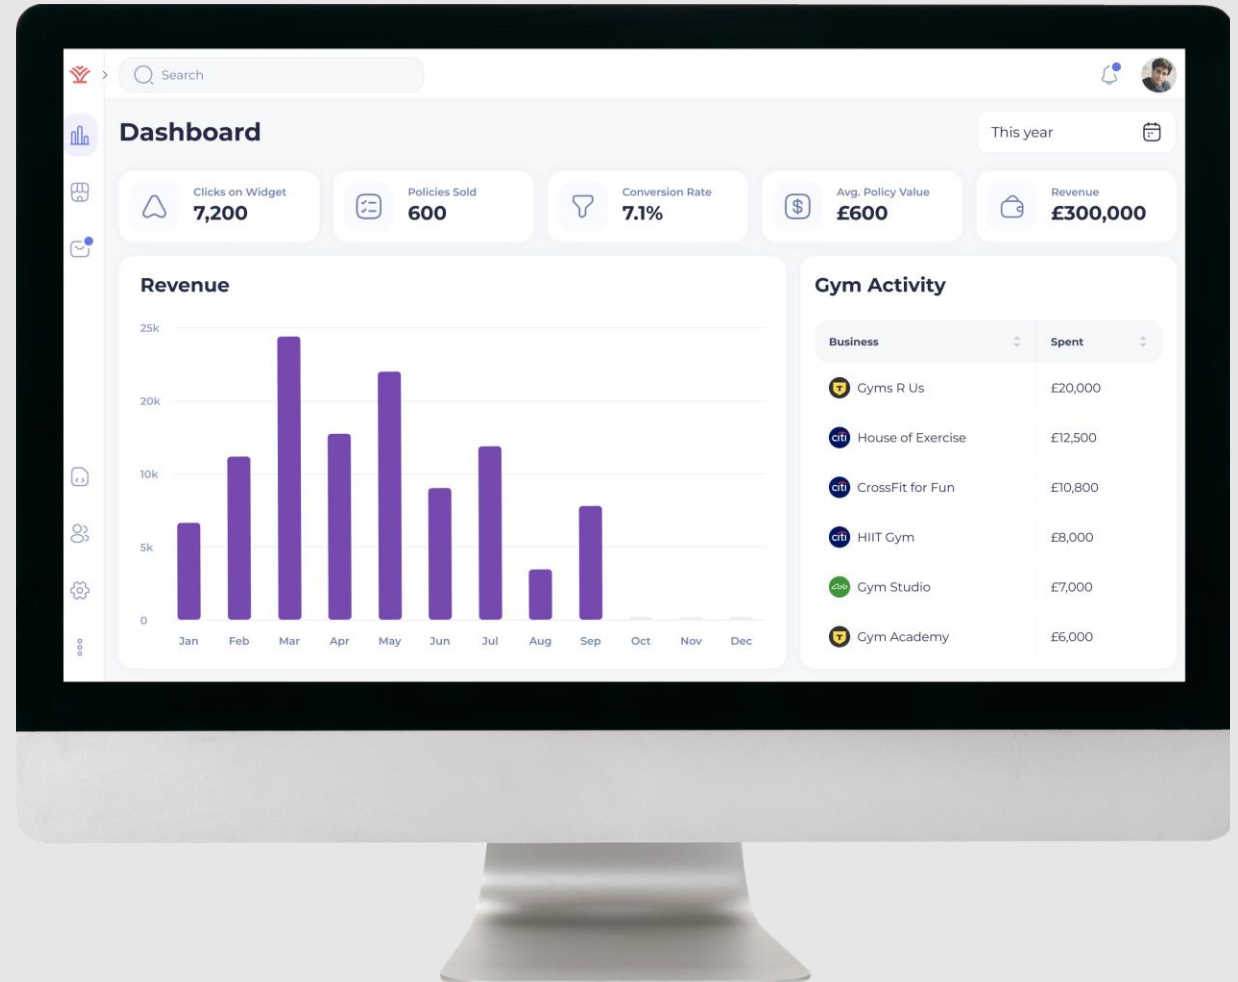 Search
Dashboard
This year
Clicks on Widget
7,200
Policies Sold
600
Conversion Rate
7.1%
Avg. Policy Value
£600
Revenue
£300,000
Revenue
25k
20k
10k
5k
0
Jan Feb Mar Apr May Jun Jul Aug Sep Oct Nov Dec
Gym Activity
Business Spent
T Gyms R Us £20,000
citi House of Exercise £12,500
citi CrossFit for Fun £10,800
citi HIIT Gym £8,000
Gym Studio £7,000
T Gym Academy £6,000